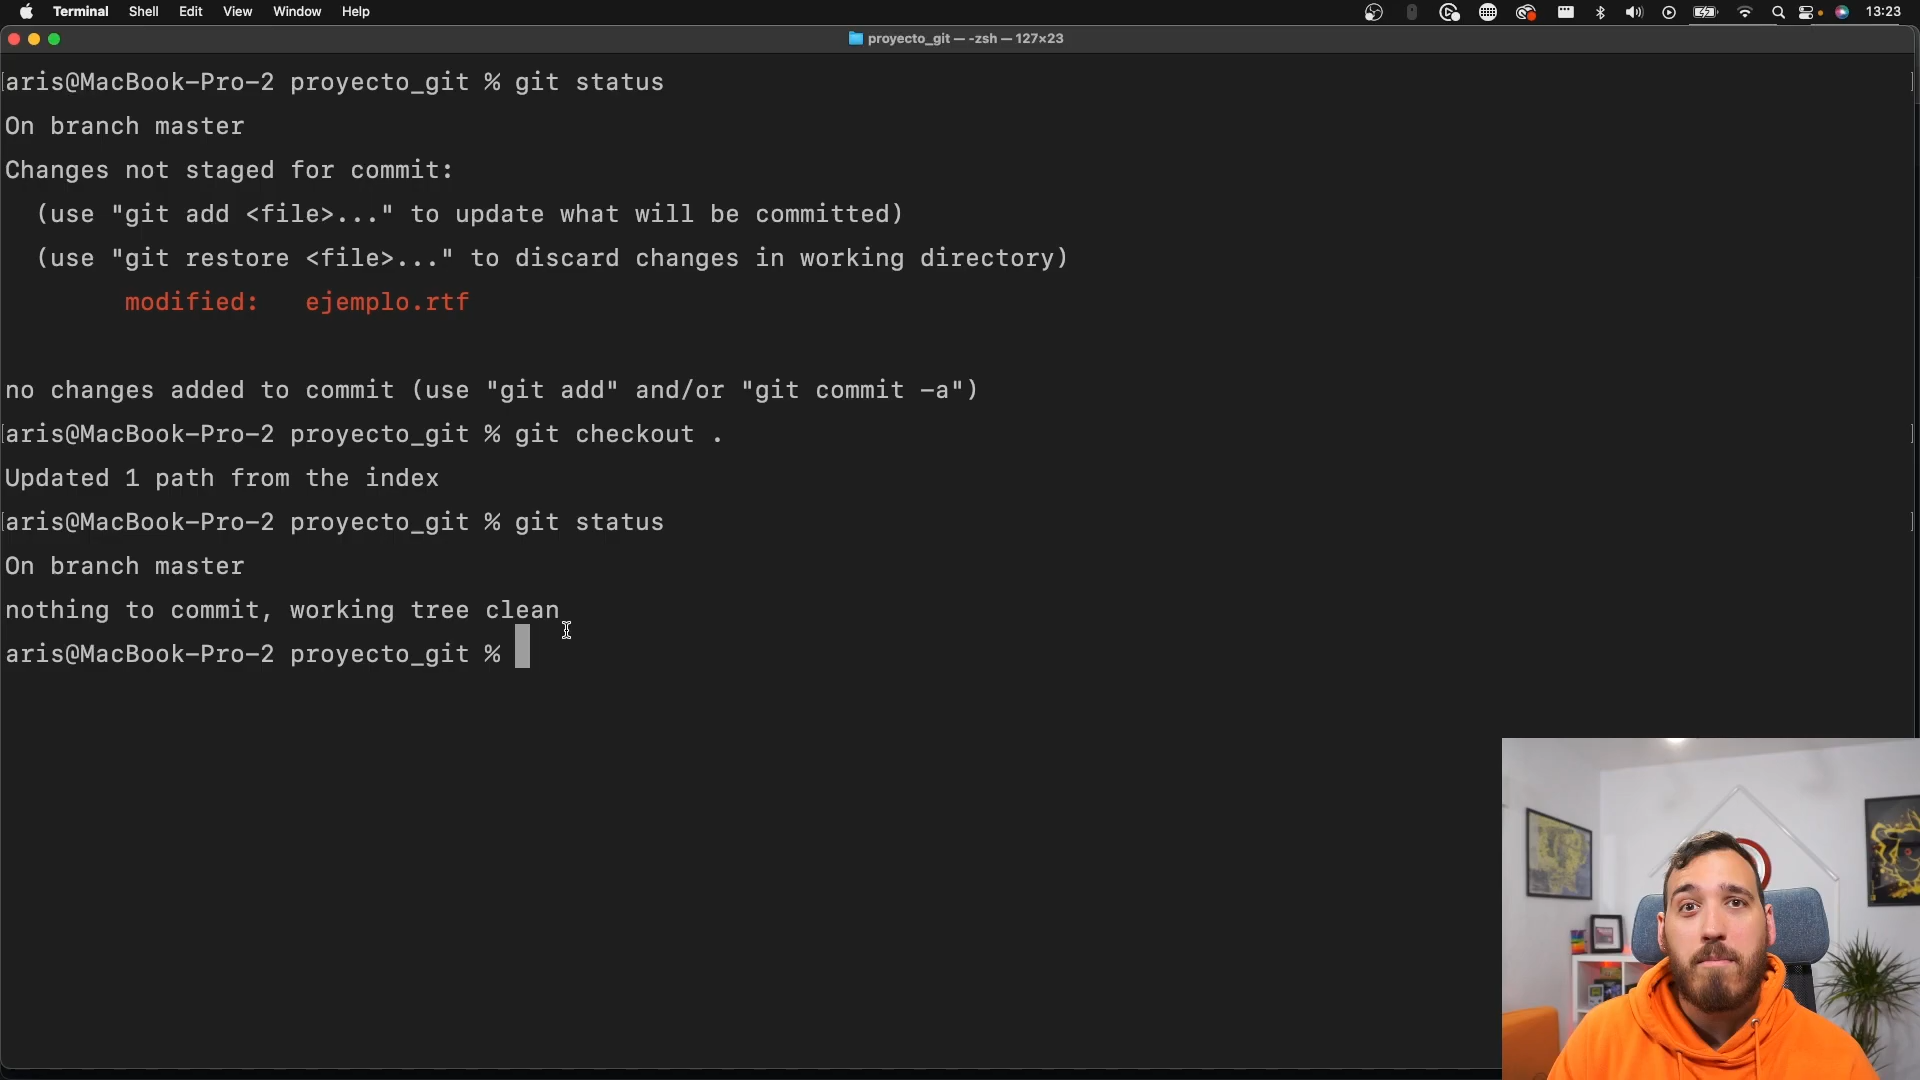 Terminal Shell Edit View Window Help 13:23
proyecto_git — -zsh — 127×23
aris@MacBook-Pro-2 proyecto_git % git status
On branch master
Changes not staged for commit:
(use "git add <file>..." to update what will be committed)
(use "git restore <file>..." to discard changes in working directory)
modified: ejemplo.rtf
no changes added to commit (use "git add" and/or "git commit -a")
aris@MacBook-Pro-2 proyecto_git % git checkout .
Updated 1 path from the index
aris@MacBook-Pro-2 proyecto_git % git status
On branch master
nothing to commit, working tree clean
aris@MacBook-Pro-2 proyecto_git %